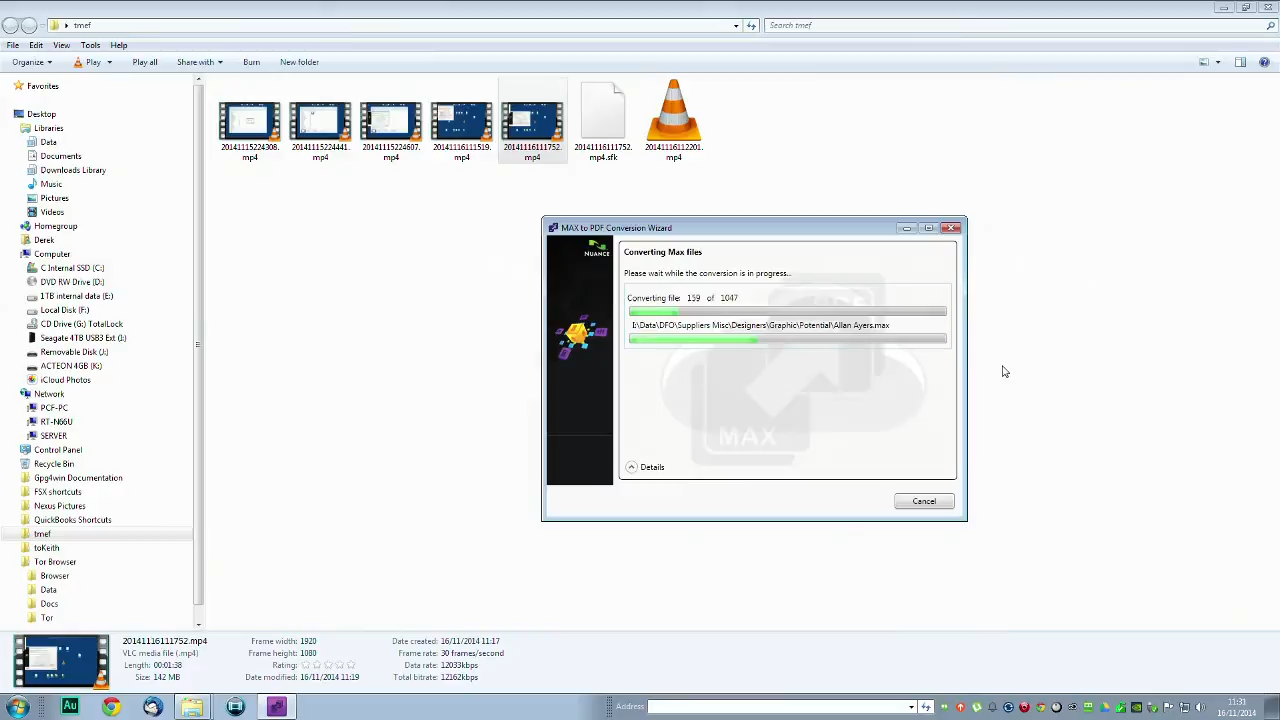 tmef
Search tmef
File Edit View Tools Help
Organize Play Play all Share with Burn New folder
Favorites
Desktop
Libraries
Data
Documents
Downloads Library
Music
Pictures
Videos
Homegroup
Derek
Computer
C Internal SSD (C:)
DVD RW Drive (D:)
1TB internal data (E:)
Local Disk (F:)
CD Drive (G:) TotalLock
Seagate 4TB USB3 Ext (I:)
Removable Disk (J:)
ACTEON 4GB (K:)
iCloud Photos
Network
PCF-PC
RT-N66U
SERVER
Control Panel
Recycle Bin
Gpg4win Documentation
FSX shortcuts
Nexus Pictures
QuickBooks Shortcuts
tmef
toKeith
Tor Browser
Browser
Data
Docs
Tor
20141115224308.mp4
20141115224441.mp4
20141115224607.mp4
20141116111519.mp4
20141116111752.mp4
20141116111752.mp4.sfk
20141116112201.mp4
MAX to PDF Conversion Wizard
NUANCE
Converting Max files
Please wait while the conversion is in progress...
Converting file: 159 of 1047
I:\Data\DFO\Suppliers Misc\Designers\Graphic\Potential\Allan Ayers.max
MAX
Details
Cancel
20141116111752.mp4
VLC media file (.mp4)
Length: 00:01:38
Size: 142 MB
Frame width: 1920
Frame height: 1080
Rating:
Date modified: 16/11/2014 11:19
Date created: 16/11/2014 11:17
Frame rate: 30 frames/second
Data rate: 12033kbps
Total bitrate: 12162kbps
Au
Address
11:31
16/11/2014